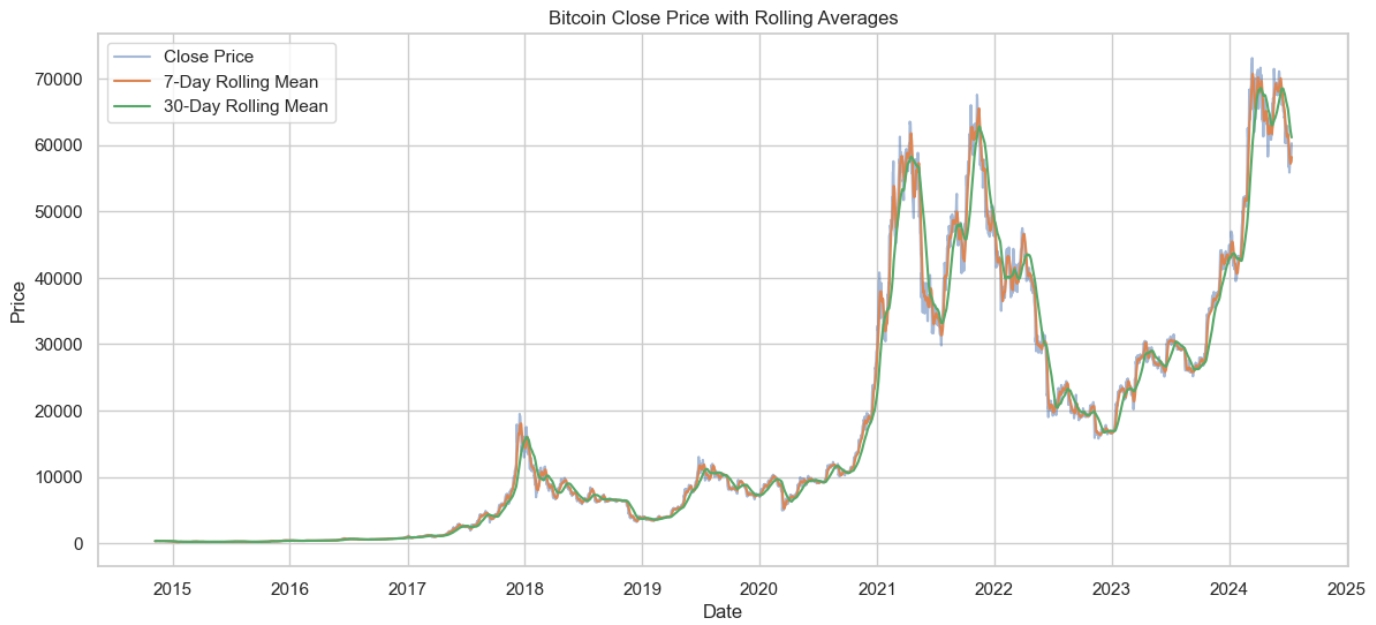 Bitcoin Close Price with Rolling Averages
Close Price
7-Day Rolling Mean
30-Day Rolling Mean
70000
60000
50000
40000
30000
20000
10000
0
Price
2015 2016 2017 2018 2019 2020 2021 2022 2023 2024 2025
Date